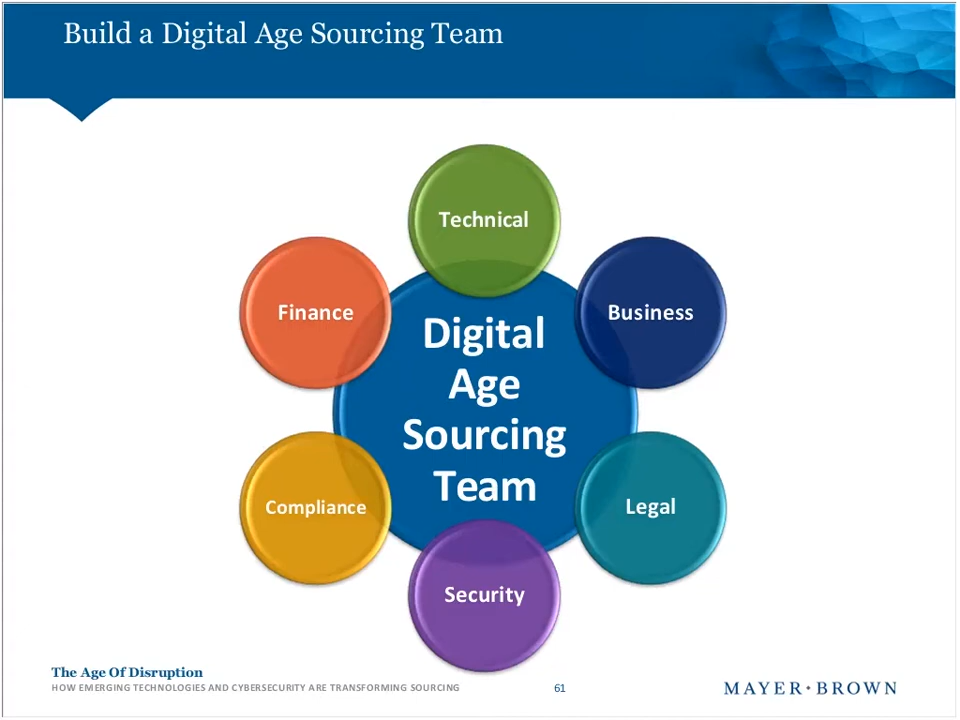 Build a Digital Age Sourcing Team
Technical
Finance
Business
Digital
Age
Sourcing
Team
Compliance
Legal
Security
The Age Of Disruption
HOW EMERGING TECHNOLOGIES AND CYBERSECURITY ARE TRANSFORMING SOURCING
61
MAYER·BROWN